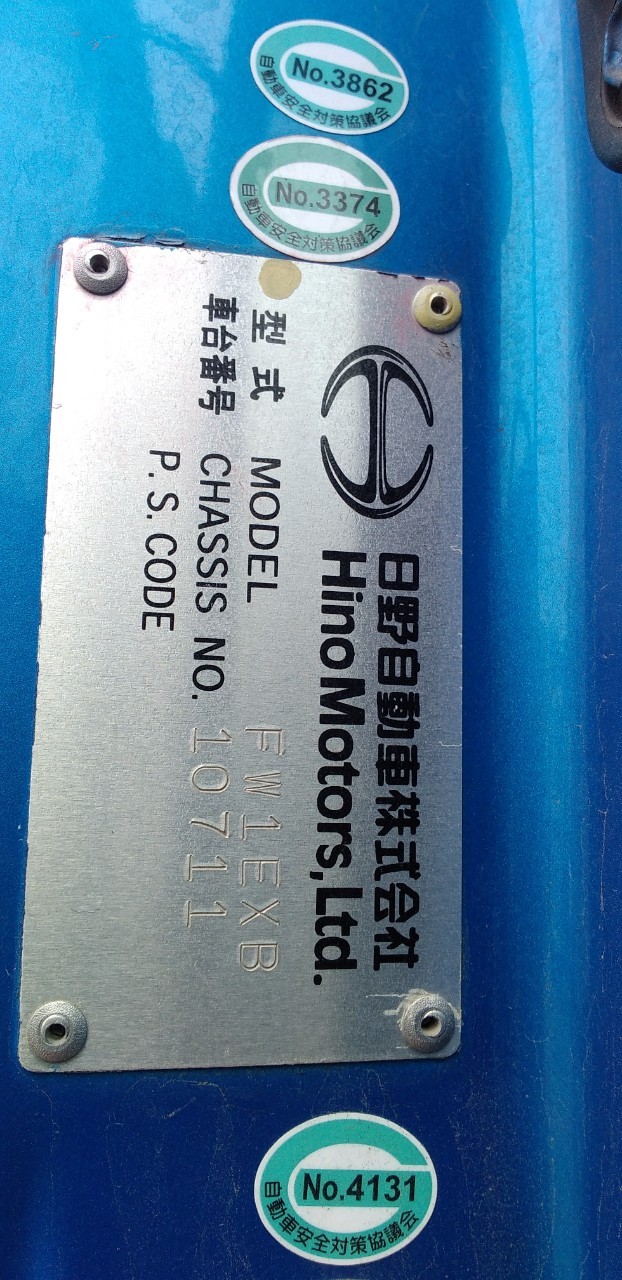 No.3862
自動車安全対策協議会
No.3374
自動車安全対策協議会
日野自動車株式会社
Hino Motors, Ltd.
型式 MODEL FW1EXB
車台番号 CHASSIS NO. 10711
P. S. CODE
No.4131
自動車安全対策協議会